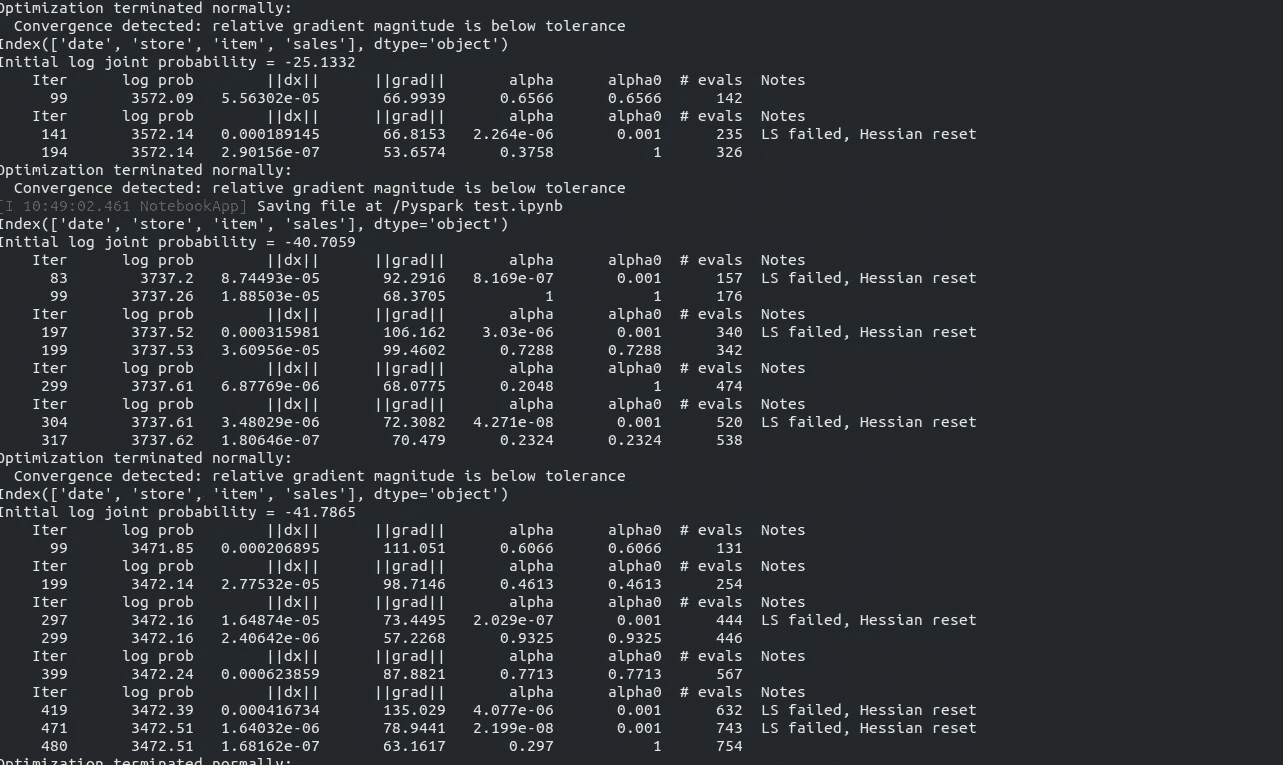 Optimization terminated normally:
  Convergence detected: relative gradient magnitude is below tolerance
Index(['date', 'store', 'item', 'sales'], dtype='object')
Initial log joint probability = -25.1332
    Iter      log prob        ||dx||      ||grad||       alpha      alpha0  # evals  Notes
      99       3572.09   5.56302e-05       66.9939      0.6566      0.6566      142
    Iter      log prob        ||dx||      ||grad||       alpha      alpha0  # evals  Notes
     141       3572.14   0.000189145       66.8153   2.264e-06       0.001      235  LS failed, Hessian reset
     194       3572.14   2.90156e-07       53.6574      0.3758           1      326
Optimization terminated normally:
  Convergence detected: relative gradient magnitude is below tolerance
[I 10:49:02.461 NotebookApp] Saving file at /Pyspark test.ipynb
Index(['date', 'store', 'item', 'sales'], dtype='object')
Initial log joint probability = -40.7059
    Iter      log prob        ||dx||      ||grad||       alpha      alpha0  # evals  Notes
      83        3737.2   8.74493e-05       92.2916   8.169e-07       0.001      157  LS failed, Hessian reset
      99       3737.26   1.88503e-05       68.3705           1           1      176
    Iter      log prob        ||dx||      ||grad||       alpha      alpha0  # evals  Notes
     197       3737.52   0.000315981       106.162    3.03e-06       0.001      340  LS failed, Hessian reset
     199       3737.53   3.60956e-05       99.4602      0.7288      0.7288      342
    Iter      log prob        ||dx||      ||grad||       alpha      alpha0  # evals  Notes
     299       3737.61   6.87769e-06       68.0775      0.2048           1      474
    Iter      log prob        ||dx||      ||grad||       alpha      alpha0  # evals  Notes
     304       3737.61   3.48029e-06       72.3082   4.271e-08       0.001      520  LS failed, Hessian reset
     317       3737.62   1.80646e-07        70.479      0.2324      0.2324      538
Optimization terminated normally:
  Convergence detected: relative gradient magnitude is below tolerance
Index(['date', 'store', 'item', 'sales'], dtype='object')
Initial log joint probability = -41.7865
    Iter      log prob        ||dx||      ||grad||       alpha      alpha0  # evals  Notes
      99       3471.85   0.000206895       111.051      0.6066      0.6066      131
    Iter      log prob        ||dx||      ||grad||       alpha      alpha0  # evals  Notes
     199       3472.14   2.77532e-05       98.7146      0.4613      0.4613      254
    Iter      log prob        ||dx||      ||grad||       alpha      alpha0  # evals  Notes
     297       3472.16   1.64874e-05       73.4495   2.029e-07       0.001      444  LS failed, Hessian reset
     299       3472.16   2.40642e-06       57.2268      0.9325      0.9325      446
    Iter      log prob        ||dx||      ||grad||       alpha      alpha0  # evals  Notes
     399       3472.24   0.000623859       87.8821      0.7713      0.7713      567
    Iter      log prob        ||dx||      ||grad||       alpha      alpha0  # evals  Notes
     419       3472.39   0.000416734       135.029   4.077e-06       0.001      632  LS failed, Hessian reset
     471       3472.51   1.64032e-06       78.9441   2.199e-08       0.001      743  LS failed, Hessian reset
     480       3472.51   1.68162e-07       63.1617       0.297           1      754
Optimization terminated normally: